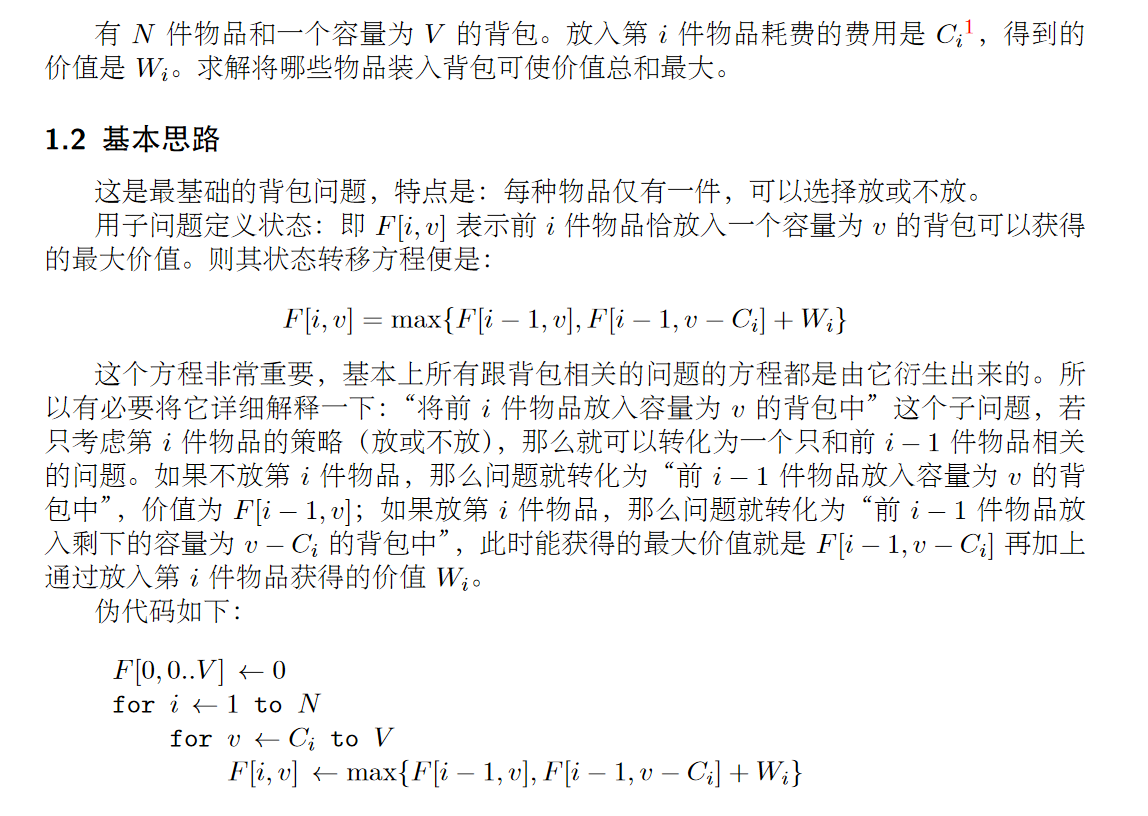 有 N 件物品和一个容量为 V 的背包。放入第 i 件物品耗费的费用是 Cᵢ¹，得到的
价值是 Wᵢ。求解将哪些物品装入背包可使价值总和最大。
1.2 基本思路
这是最基础的背包问题，特点是：每种物品仅有一件，可以选择放或不放。
用子问题定义状态：即 F[i, v] 表示前 i 件物品恰放入一个容量为 v 的背包可以获得
的最大价值。则其状态转移方程便是：
F[i, v] = max{F[i − 1, v], F[i − 1, v − Cᵢ] + Wᵢ}
这个方程非常重要，基本上所有跟背包相关的问题的方程都是由它衍生出来的。所
以有必要将它详细解释一下：“将前 i 件物品放入容量为 v 的背包中”这个子问题，若
只考虑第 i 件物品的策略（放或不放），那么就可以转化为一个只和前 i − 1 件物品相关
的问题。如果不放第 i 件物品，那么问题就转化为“前 i − 1 件物品放入容量为 v 的背
包中”，价值为 F[i − 1, v]；如果放第 i 件物品，那么问题就转化为“前 i − 1 件物品放
入剩下的容量为 v − Cᵢ 的背包中”，此时能获得的最大价值就是 F[i − 1, v − Cᵢ] 再加上
通过放入第 i 件物品获得的价值 Wᵢ。
伪代码如下：
F[0, 0..V] ← 0
for i ← 1 to N
for v ← Cᵢ to V
F[i, v] ← max{F[i − 1, v], F[i − 1, v − Cᵢ] + Wᵢ}